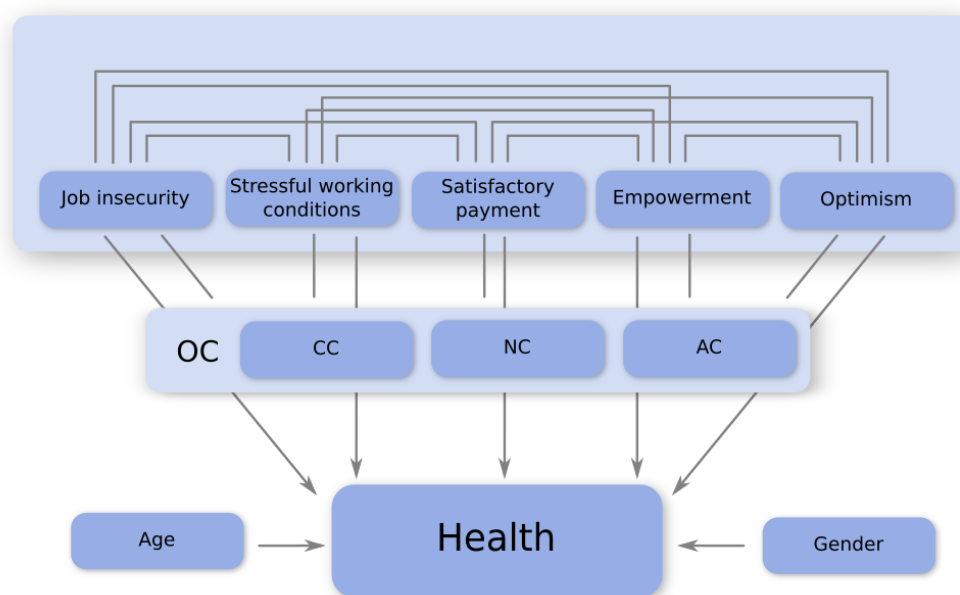 Job insecurity
Stressful working
conditions
Satisfactory
payment
Empowerment
Optimism
OC
CC
NC
AC
Health
Age
Gender